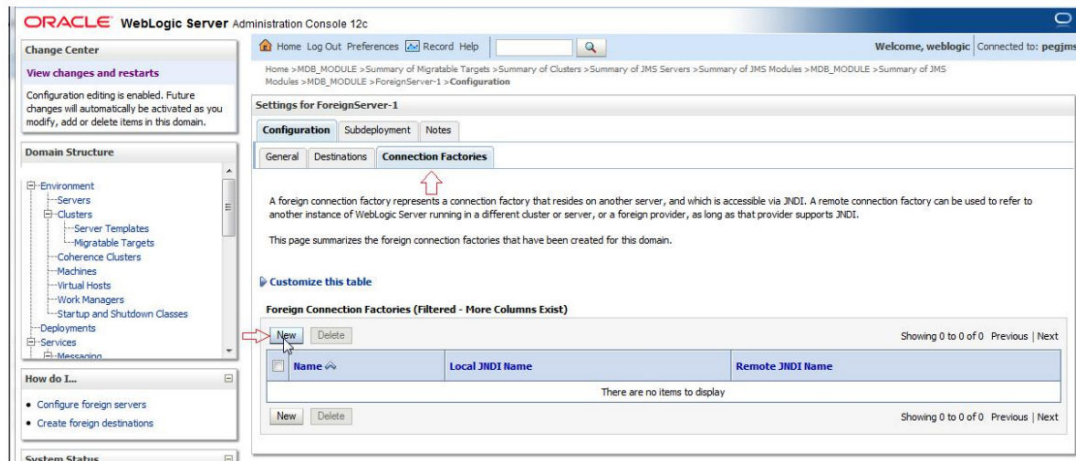 ORACLE WebLogic Server Administration Console 12c
Change Center
View changes and restarts
Configuration editing is enabled. Future
changes will automatically be activated as you
modify, add or delete items in this domain.
Domain Structure
Environment
Servers
Clusters
Server Templates
Migratable Targets
Coherence Clusters
Machines
Virtual Hosts
Work Managers
Startup and Shutdown Classes
Deployments
Services
Messaging
How do I...
Configure foreign servers
Create foreign destinations
System Status
Home Log Out Preferences Record Help
Welcome, weblogic Connected to: pegjms
Home >MDB_MODULE >Summary of Migratable Targets >Summary of Clusters >Summary of JMS Servers >Summary of JMS Modules >MDB_MODULE >Summary of JMS
Modules >MDB_MODULE >ForeignServer-1 >Configuration
Settings for ForeignServer-1
Configuration Subdeployment Notes
General Destinations Connection Factories
A foreign connection factory represents a connection factory that resides on another server, and which is accessible via JNDI. A remote connection factory can be used to refer to
another instance of WebLogic Server running in a different cluster or server, or a foreign provider, as long as that provider supports JNDI.
This page summarizes the foreign connection factories that have been created for this domain.
Customize this table
Foreign Connection Factories (Filtered - More Columns Exist)
New Delete Showing 0 to 0 of 0 Previous | Next
Name Local JNDI Name Remote JNDI Name
There are no items to display
New Delete Showing 0 to 0 of 0 Previous | Next